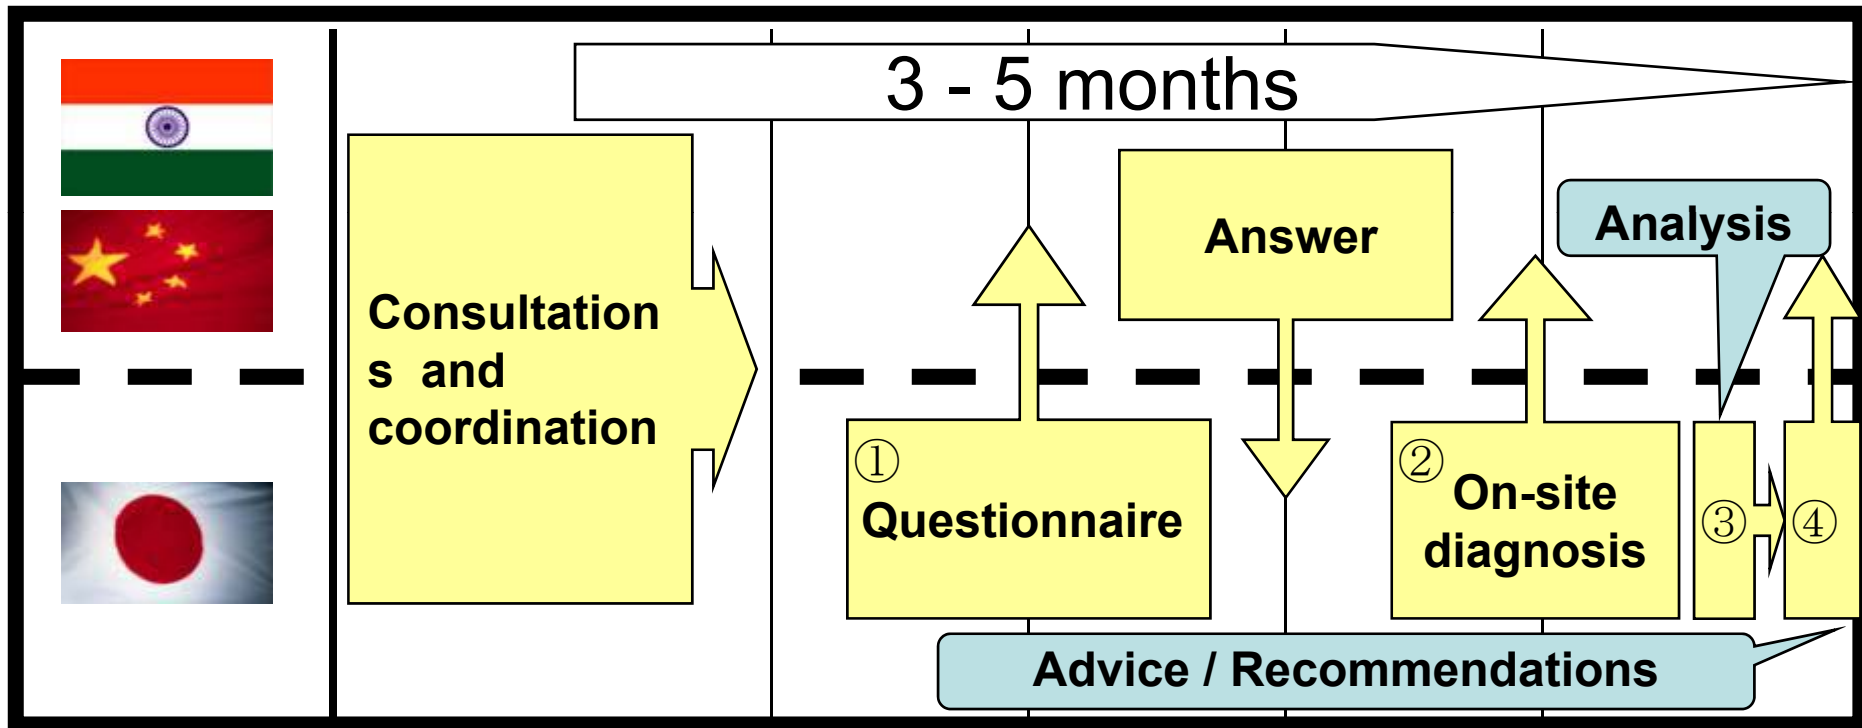 3 - 5 months
Consultation
s and
coordination
Answer
Analysis
①
Questionnaire
②
On-site
diagnosis
③
④
Advice / Recommendations